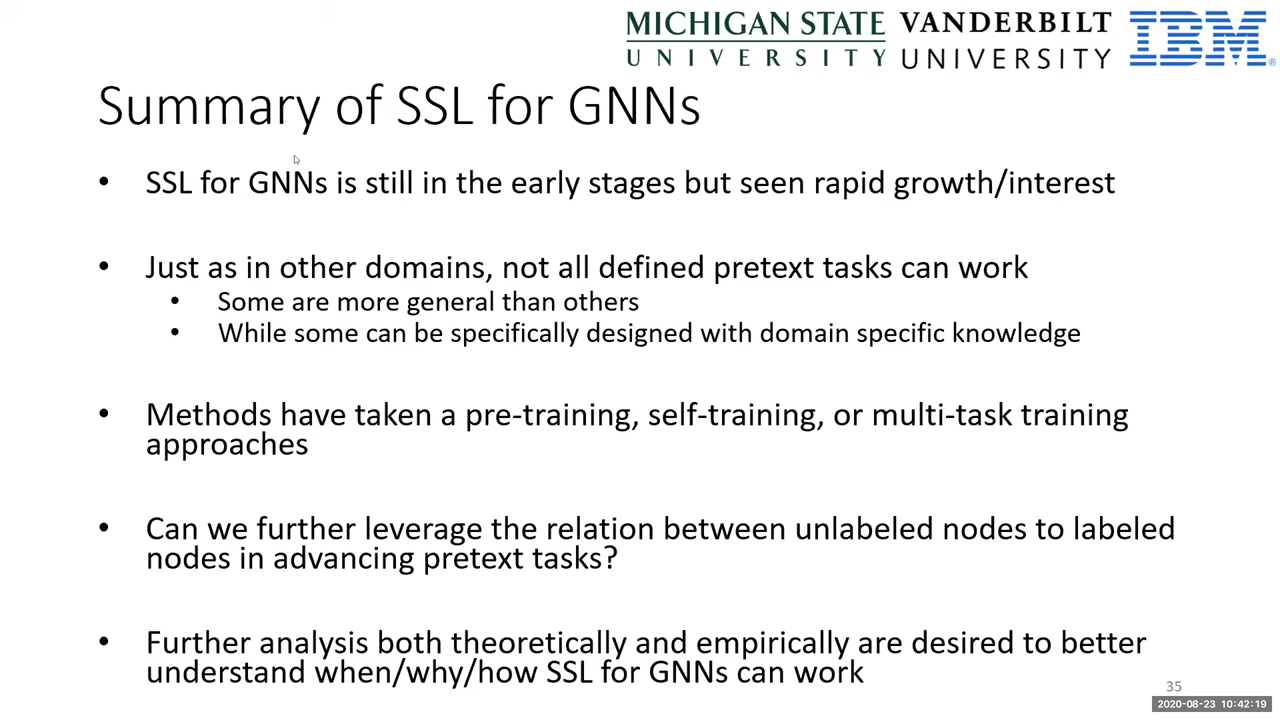 MICHIGAN STATE
UNIVERSITY
VANDERBILT
UNIVERSITY
IBM®
Summary of SSL for GNNs
• SSL for GNNs is still in the early stages but seen rapid growth/interest
• Just as in other domains, not all defined pretext tasks can work
• Some are more general than others
• While some can be specifically designed with domain specific knowledge
• Methods have taken a pre-training, self-training, or multi-task training
approaches
• Can we further leverage the relation between unlabeled nodes to labeled
nodes in advancing pretext tasks?
• Further analysis both theoretically and empirically are desired to better
understand when/why/how SSL for GNNs can work
35
2020-08-23 10:42:19